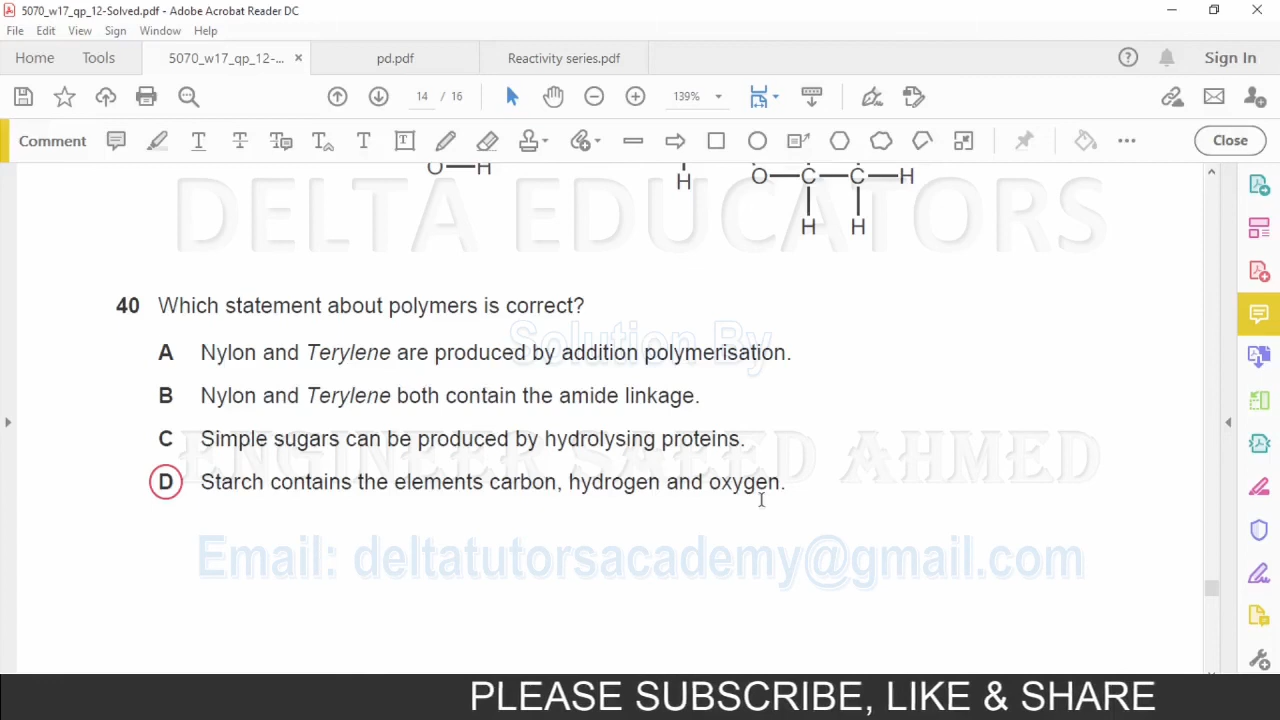 5070_w17_qp_12-Solved.pdf - Adobe Acrobat Reader DC
File Edit View Sign Window Help
Home Tools 5070_w17_qp_12-... × pd.pdf Reactivity series.pdf Sign In
14 / 16 139%
Comment Close
O—H
H
O—C—C—H
H H
DELTA EDUCATORS
40 Which statement about polymers is correct?
Solution By
A Nylon and Terylene are produced by addition polymerisation.
B Nylon and Terylene both contain the amide linkage.
C Simple sugars can be produced by hydrolysing proteins.
ENGINEER SAEED AHMED
D Starch contains the elements carbon, hydrogen and oxygen.
Email: deltatutorsacademy@gmail.com
PLEASE SUBSCRIBE, LIKE & SHARE